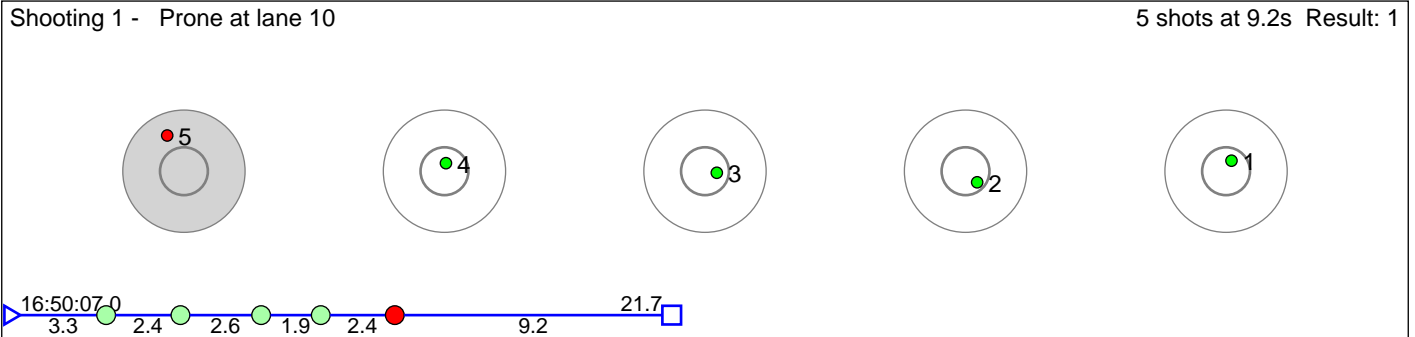 Shooting 1 -   Prone at lane 10
5 shots at 9.2s  Result: 1
5 4 3 2 1
16:50:07.0 21.7
3.3 2.4 2.6 1.9 2.4 9.2